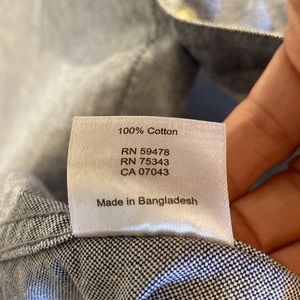 100% Cotton
RN 59478
RN 75343
CA 07043
Made in Bangladesh